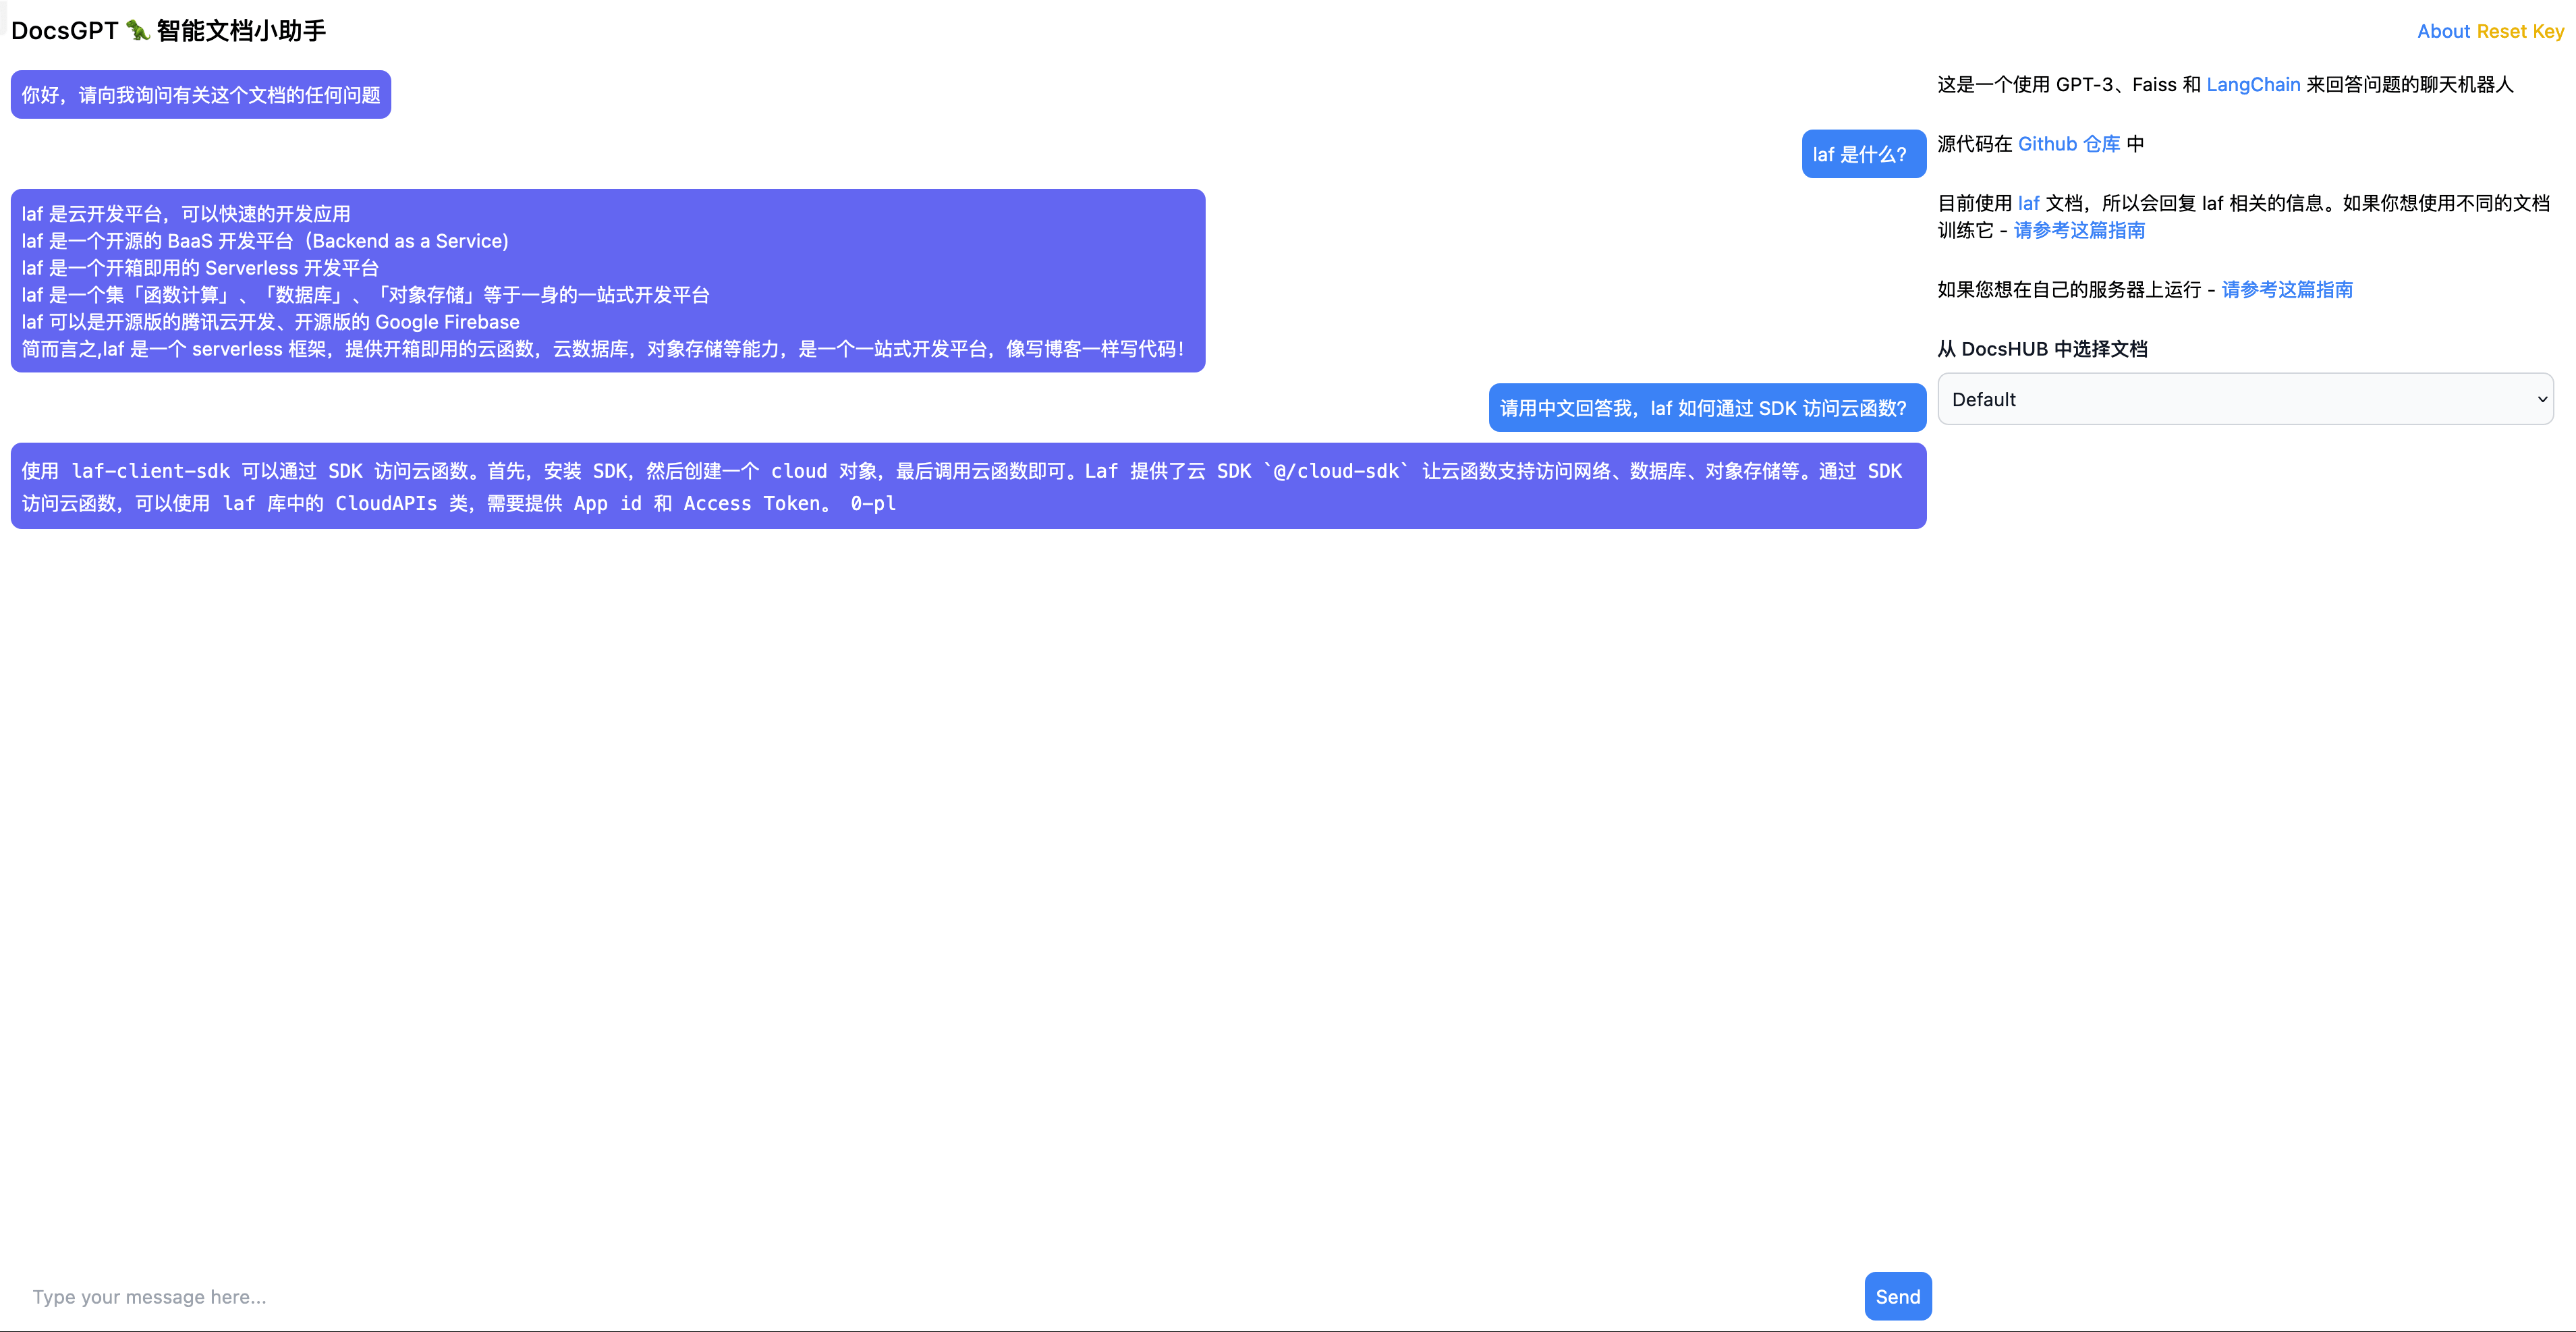 DocsGPT 🦖 智能文档小助手
About Reset Key
你好，请向我询问有关这个文档的任何问题
laf 是什么？
laf 是云开发平台，可以快速的开发应用
laf 是一个开源的 BaaS 开发平台（Backend as a Service)
laf 是一个开箱即用的 Serverless 开发平台
laf 是一个集「函数计算」、「数据库」、「对象存储」等于一身的一站式开发平台
laf 可以是开源版的腾讯云开发、开源版的 Google Firebase
简而言之,laf 是一个 serverless 框架，提供开箱即用的云函数，云数据库，对象存储等能力，是一个一站式开发平台，像写博客一样写代码！
请用中文回答我，laf 如何通过 SDK 访问云函数？
使用 laf-client-sdk 可以通过 SDK 访问云函数。首先，安装 SDK，然后创建一个 cloud 对象，最后调用云函数即可。Laf 提供了云 SDK `@/cloud-sdk` 让云函数支持访问网络、数据库、对象存储等。通过 SDK
访问云函数，可以使用 laf 库中的 CloudAPIs 类，需要提供 App id 和 Access Token。 0-pl
这是一个使用 GPT-3、Faiss 和 LangChain 来回答问题的聊天机器人
源代码在 Github 仓库 中
目前使用 laf 文档，所以会回复 laf 相关的信息。如果你想使用不同的文档
训练它 - 请参考这篇指南
如果您想在自己的服务器上运行 - 请参考这篇指南
从 DocsHUB 中选择文档
Default
Type your message here...
Send